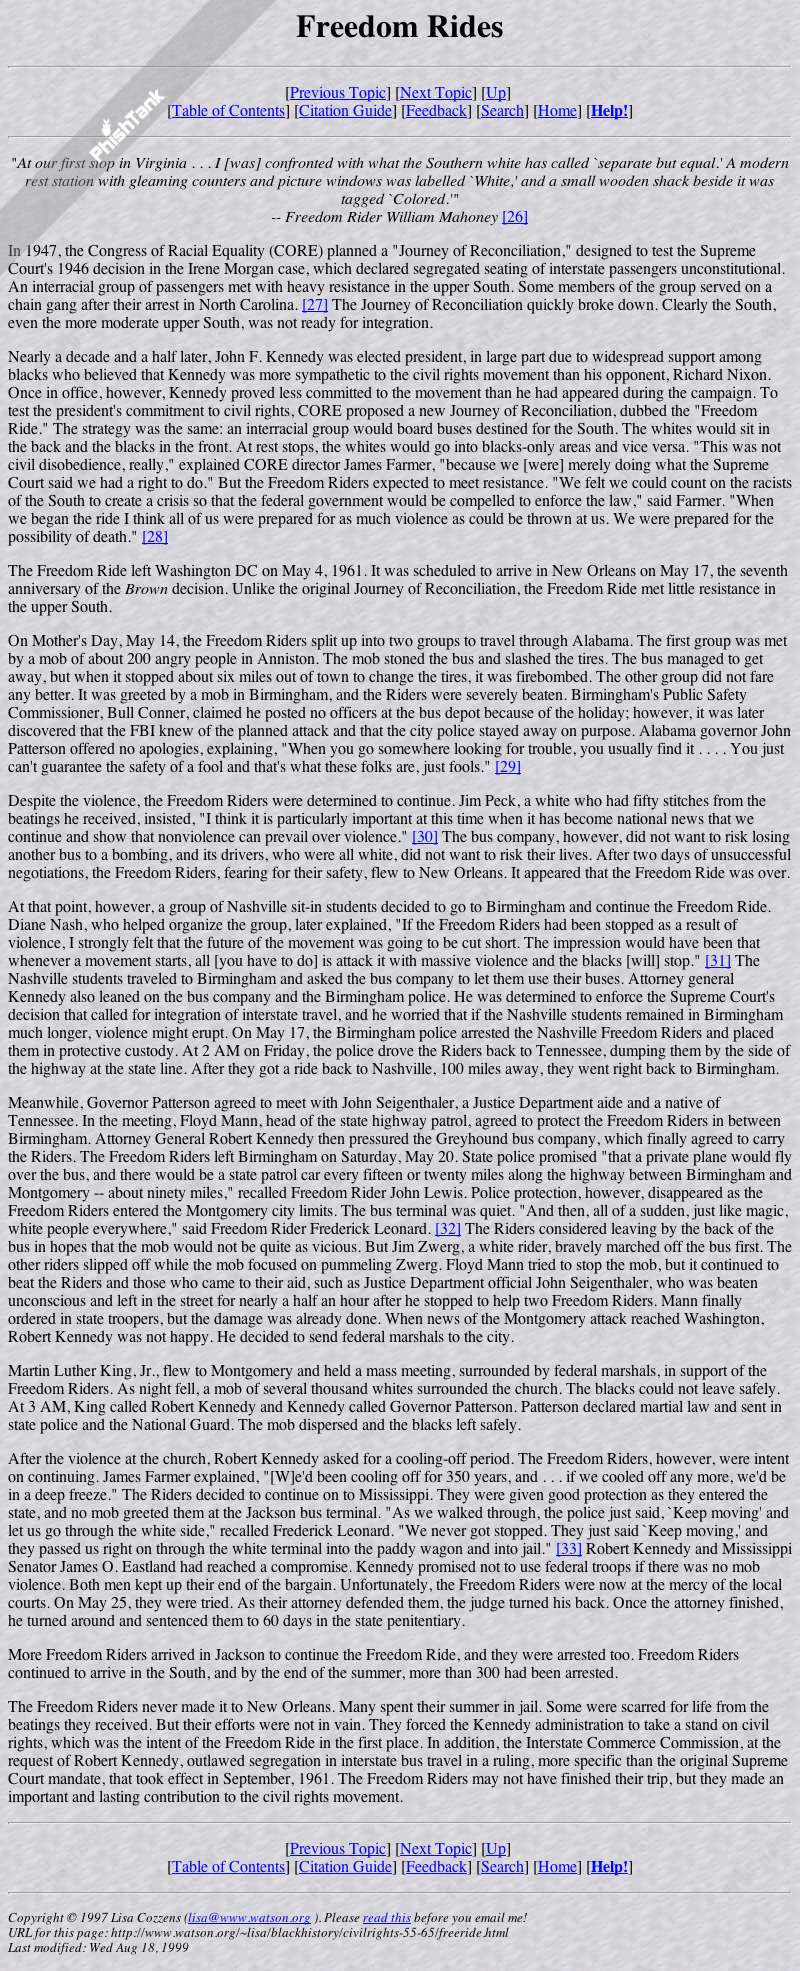 Freedom Rides
[Previous Topic] [Next Topic] [Up]
[Table of Contents] [Citation Guide] [Feedback] [Search] [Home] [Help!]
PhishTank
"At our first stop in Virginia . . . I [was] confronted with what the Southern white has called `separate but equal.' A modern
rest station with gleaming counters and picture windows was labelled `White,' and a small wooden shack beside it was
tagged `Colored.'"
-- Freedom Rider William Mahoney [26]
In 1947, the Congress of Racial Equality (CORE) planned a "Journey of Reconciliation," designed to test the Supreme
Court's 1946 decision in the Irene Morgan case, which declared segregated seating of interstate passengers unconstitutional.
An interracial group of passengers met with heavy resistance in the upper South. Some members of the group served on a
chain gang after their arrest in North Carolina. [27] The Journey of Reconciliation quickly broke down. Clearly the South,
even the more moderate upper South, was not ready for integration.
Nearly a decade and a half later, John F. Kennedy was elected president, in large part due to widespread support among
blacks who believed that Kennedy was more sympathetic to the civil rights movement than his opponent, Richard Nixon.
Once in office, however, Kennedy proved less committed to the movement than he had appeared during the campaign. To
test the president's commitment to civil rights, CORE proposed a new Journey of Reconciliation, dubbed the "Freedom
Ride." The strategy was the same: an interracial group would board buses destined for the South. The whites would sit in
the back and the blacks in the front. At rest stops, the whites would go into blacks-only areas and vice versa. "This was not
civil disobedience, really," explained CORE director James Farmer, "because we [were] merely doing what the Supreme
Court said we had a right to do." But the Freedom Riders expected to meet resistance. "We felt we could count on the racists
of the South to create a crisis so that the federal government would be compelled to enforce the law," said Farmer. "When
we began the ride I think all of us were prepared for as much violence as could be thrown at us. We were prepared for the
possibility of death." [28]
The Freedom Ride left Washington DC on May 4, 1961. It was scheduled to arrive in New Orleans on May 17, the seventh
anniversary of the Brown decision. Unlike the original Journey of Reconciliation, the Freedom Ride met little resistance in
the upper South.
On Mother's Day, May 14, the Freedom Riders split up into two groups to travel through Alabama. The first group was met
by a mob of about 200 angry people in Anniston. The mob stoned the bus and slashed the tires. The bus managed to get
away, but when it stopped about six miles out of town to change the tires, it was firebombed. The other group did not fare
any better. It was greeted by a mob in Birmingham, and the Riders were severely beaten. Birmingham's Public Safety
Commissioner, Bull Conner, claimed he posted no officers at the bus depot because of the holiday; however, it was later
discovered that the FBI knew of the planned attack and that the city police stayed away on purpose. Alabama governor John
Patterson offered no apologies, explaining, "When you go somewhere looking for trouble, you usually find it . . . . You just
can't guarantee the safety of a fool and that's what these folks are, just fools." [29]
Despite the violence, the Freedom Riders were determined to continue. Jim Peck, a white who had fifty stitches from the
beatings he received, insisted, "I think it is particularly important at this time when it has become national news that we
continue and show that nonviolence can prevail over violence." [30] The bus company, however, did not want to risk losing
another bus to a bombing, and its drivers, who were all white, did not want to risk their lives. After two days of unsuccessful
negotiations, the Freedom Riders, fearing for their safety, flew to New Orleans. It appeared that the Freedom Ride was over.
At that point, however, a group of Nashville sit-in students decided to go to Birmingham and continue the Freedom Ride.
Diane Nash, who helped organize the group, later explained, "If the Freedom Riders had been stopped as a result of
violence, I strongly felt that the future of the movement was going to be cut short. The impression would have been that
whenever a movement starts, all [you have to do] is attack it with massive violence and the blacks [will] stop." [31] The
Nashville students traveled to Birmingham and asked the bus company to let them use their buses. Attorney general
Kennedy also leaned on the bus company and the Birmingham police. He was determined to enforce the Supreme Court's
decision that called for integration of interstate travel, and he worried that if the Nashville students remained in Birmingham
much longer, violence might erupt. On May 17, the Birmingham police arrested the Nashville Freedom Riders and placed
them in protective custody. At 2 AM on Friday, the police drove the Riders back to Tennessee, dumping them by the side of
the highway at the state line. After they got a ride back to Nashville, 100 miles away, they went right back to Birmingham.
Meanwhile, Governor Patterson agreed to meet with John Seigenthaler, a Justice Department aide and a native of
Tennessee. In the meeting, Floyd Mann, head of the state highway patrol, agreed to protect the Freedom Riders in between
Birmingham. Attorney General Robert Kennedy then pressured the Greyhound bus company, which finally agreed to carry
the Riders. The Freedom Riders left Birmingham on Saturday, May 20. State police promised "that a private plane would fly
over the bus, and there would be a state patrol car every fifteen or twenty miles along the highway between Birmingham and
Montgomery -- about ninety miles," recalled Freedom Rider John Lewis. Police protection, however, disappeared as the
Freedom Riders entered the Montgomery city limits. The bus terminal was quiet. "And then, all of a sudden, just like magic,
white people everywhere," said Freedom Rider Frederick Leonard. [32] The Riders considered leaving by the back of the
bus in hopes that the mob would not be quite as vicious. But Jim Zwerg, a white rider, bravely marched off the bus first. The
other riders slipped off while the mob focused on pummeling Zwerg. Floyd Mann tried to stop the mob, but it continued to
beat the Riders and those who came to their aid, such as Justice Department official John Seigenthaler, who was beaten
unconscious and left in the street for nearly a half an hour after he stopped to help two Freedom Riders. Mann finally
ordered in state troopers, but the damage was already done. When news of the Montgomery attack reached Washington,
Robert Kennedy was not happy. He decided to send federal marshals to the city.
Martin Luther King, Jr., flew to Montgomery and held a mass meeting, surrounded by federal marshals, in support of the
Freedom Riders. As night fell, a mob of several thousand whites surrounded the church. The blacks could not leave safely.
At 3 AM, King called Robert Kennedy and Kennedy called Governor Patterson. Patterson declared martial law and sent in
state police and the National Guard. The mob dispersed and the blacks left safely.
After the violence at the church, Robert Kennedy asked for a cooling-off period. The Freedom Riders, however, were intent
on continuing. James Farmer explained, "[W]e'd been cooling off for 350 years, and . . . if we cooled off any more, we'd be
in a deep freeze." The Riders decided to continue on to Mississippi. They were given good protection as they entered the
state, and no mob greeted them at the Jackson bus terminal. "As we walked through, the police just said, `Keep moving' and
let us go through the white side," recalled Frederick Leonard. "We never got stopped. They just said `Keep moving,' and
they passed us right on through the white terminal into the paddy wagon and into jail." [33] Robert Kennedy and Mississippi
Senator James O. Eastland had reached a compromise. Kennedy promised not to use federal troops if there was no mob
violence. Both men kept up their end of the bargain. Unfortunately, the Freedom Riders were now at the mercy of the local
courts. On May 25, they were tried. As their attorney defended them, the judge turned his back. Once the attorney finished,
he turned around and sentenced them to 60 days in the state penitentiary.
More Freedom Riders arrived in Jackson to continue the Freedom Ride, and they were arrested too. Freedom Riders
continued to arrive in the South, and by the end of the summer, more than 300 had been arrested.
The Freedom Riders never made it to New Orleans. Many spent their summer in jail. Some were scarred for life from the
beatings they received. But their efforts were not in vain. They forced the Kennedy administration to take a stand on civil
rights, which was the intent of the Freedom Ride in the first place. In addition, the Interstate Commerce Commission, at the
request of Robert Kennedy, outlawed segregation in interstate bus travel in a ruling, more specific than the original Supreme
Court mandate, that took effect in September, 1961. The Freedom Riders may not have finished their trip, but they made an
important and lasting contribution to the civil rights movement.
[Previous Topic] [Next Topic] [Up]
[Table of Contents] [Citation Guide] [Feedback] [Search] [Home] [Help!]
Copyright © 1997 Lisa Cozzens (lisa@www.watson.org ). Please read this before you email me!
URL for this page: http://www.watson.org/~lisa/blackhistory/civilrights-55-65/freeride.html
Last modified: Wed Aug 18, 1999